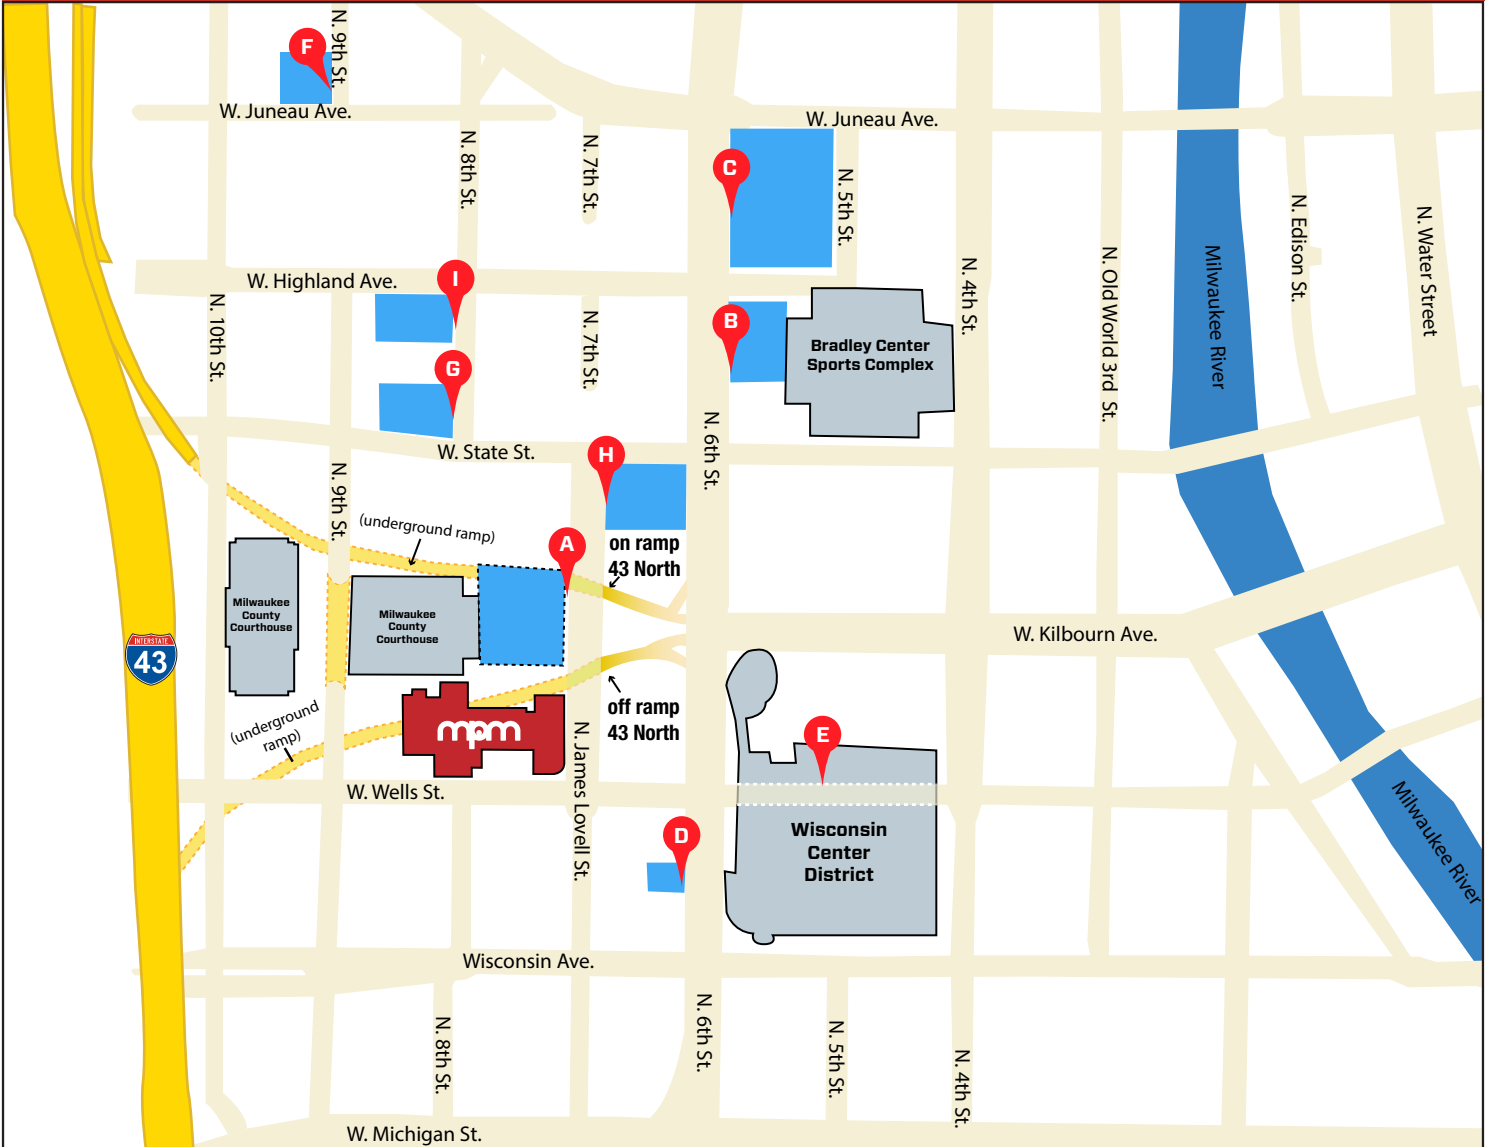 F
N. 9th St.
W. Juneau Ave.
W. Juneau Ave.
N. 8th St.
N. 7th St.
C
N. 5th St.
N. Edison St.
N. Water Street
Milwaukee River
N. Old World 3rd St.
N. 4th St.
W. Highland Ave.
I
N. 10th St.
N. 7th St.
B
Bradley Center
Sports Complex
G
N. 6th St.
W. State St.
H
N. 9th St.
(underground ramp)
A
on ramp
43 North
Milwaukee
County
Courthouse
Milwaukee
County
Courthouse
INTERSTATE
43
W. Kilbourn Ave.
off ramp
43 North
(underground
ramp)
mpm
N. James Lovell St.
E
W. Wells St.
D
Wisconsin
Center
District
Milwaukee River
Wisconsin Ave.
N. 8th St.
N. 6th St.
N. 5th St.
N. 4th St.
W. Michigan St.